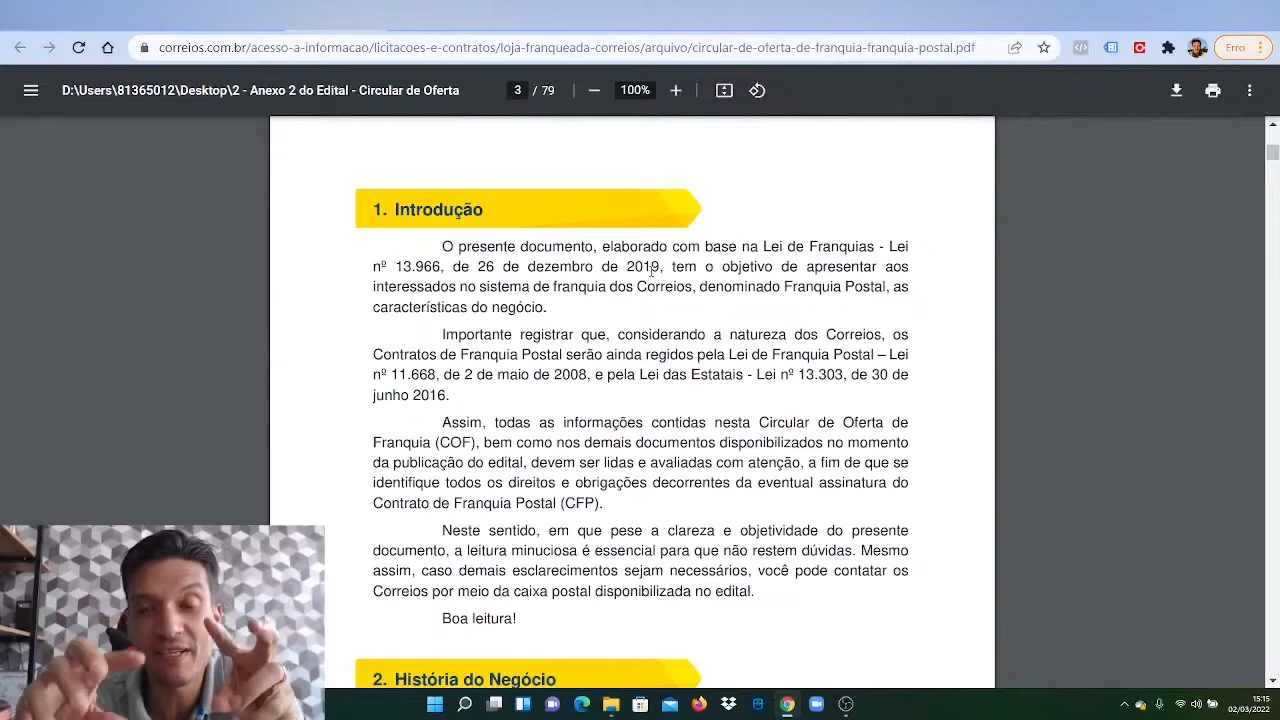 correios.com.br/acesso-a-informacao/licitacoes-e-contratos/loja-franqueada-correios/arquivo/circular-de-oferta-de-franquia-franquia-postal.pdf
Erro
D:\Users\81365012\Desktop\2 - Anexo 2 do Edital - Circular de Oferta
3 / 79
100%
1. Introdução
O presente documento, elaborado com base na Lei de Franquias - Lei
nº 13.966, de 26 de dezembro de 2019, tem o objetivo de apresentar aos
interessados no sistema de franquia dos Correios, denominado Franquia Postal, as
características do negócio.
Importante registrar que, considerando a natureza dos Correios, os
Contratos de Franquia Postal serão ainda regidos pela Lei de Franquia Postal – Lei
nº 11.668, de 2 de maio de 2008, e pela Lei das Estatais - Lei nº 13.303, de 30 de
junho 2016.
Assim, todas as informações contidas nesta Circular de Oferta de
Franquia (COF), bem como nos demais documentos disponibilizados no momento
da publicação do edital, devem ser lidas e avaliadas com atenção, a fim de que se
identifique todos os direitos e obrigações decorrentes da eventual assinatura do
Contrato de Franquia Postal (CFP).
Neste sentido, em que pese a clareza e objetividade do presente
documento, a leitura minuciosa é essencial para que não restem dúvidas. Mesmo
assim, caso demais esclarecimentos sejam necessários, você pode contatar os
Correios por meio da caixa postal disponibilizada no edital.
Boa leitura!
2. História do Negócio
15:15
02/03/2022